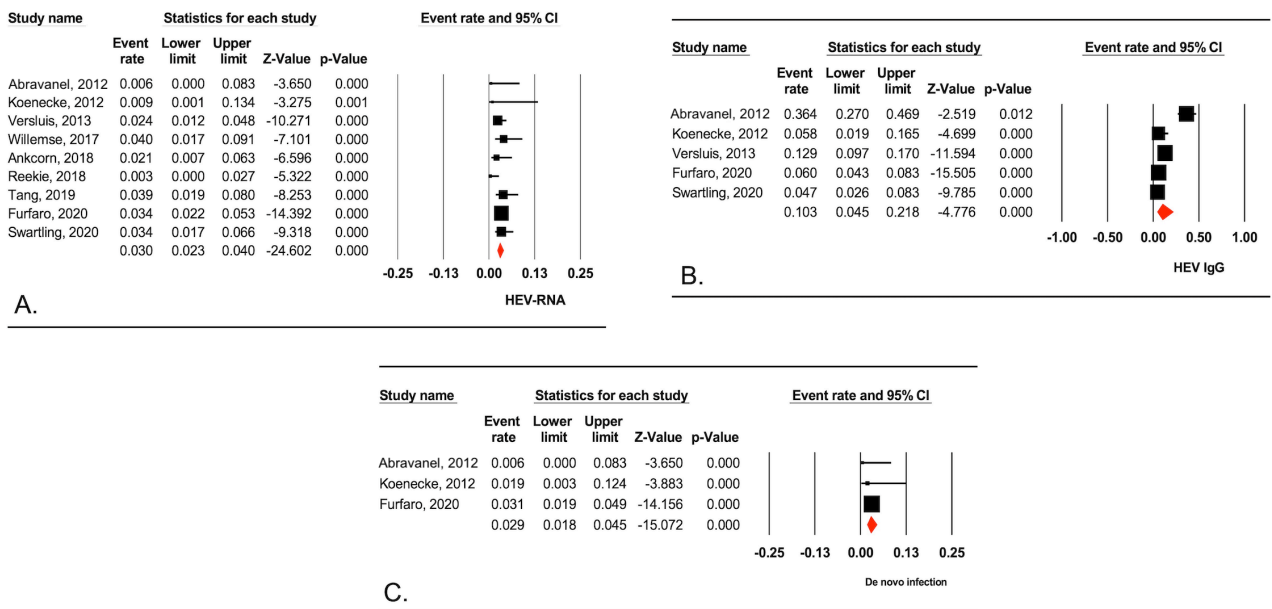 Study name Statistics for each study Event rate and 95% CI
Event rate Lower limit Upper limit Z-Value p-Value
Abravanel, 2012 0.006 0.000 0.083 -3.650 0.000
Koenecke, 2012 0.009 0.001 0.134 -3.275 0.001
Versluis, 2013 0.024 0.012 0.048 -10.271 0.000
Willemse, 2017 0.040 0.017 0.091 -7.101 0.000
Ankcorn, 2018 0.021 0.007 0.063 -6.596 0.000
Reekie, 2018 0.003 0.000 0.027 -5.322 0.000
Tang, 2019 0.039 0.019 0.080 -8.253 0.000
Furfaro, 2020 0.034 0.022 0.053 -14.392 0.000
Swartling, 2020 0.034 0.017 0.066 -9.318 0.000
0.030 0.023 0.040 -24.602 0.000
-0.25 -0.13 0.00 0.13 0.25
HEV-RNA
A.
Study name Statistics for each study Event rate and 95% CI
Event rate Lower limit Upper limit Z-Value p-Value
Abravanel, 2012 0.364 0.270 0.469 -2.519 0.012
Koenecke, 2012 0.058 0.019 0.165 -4.699 0.000
Versluis, 2013 0.129 0.097 0.170 -11.594 0.000
Furfaro, 2020 0.060 0.043 0.083 -15.505 0.000
Swartling, 2020 0.047 0.026 0.083 -9.785 0.000
0.103 0.045 0.218 -4.776 0.000
-1.00 -0.50 0.00 0.50 1.00
HEV IgG
B.
Study name Statistics for each study Event rate and 95% CI
Event rate Lower limit Upper limit Z-Value p-Value
Abravanel, 2012 0.006 0.000 0.083 -3.650 0.000
Koenecke, 2012 0.019 0.003 0.124 -3.883 0.000
Furfaro, 2020 0.031 0.019 0.049 -14.156 0.000
0.029 0.018 0.045 -15.072 0.000
-0.25 -0.13 0.00 0.13 0.25
De novo infection
C.